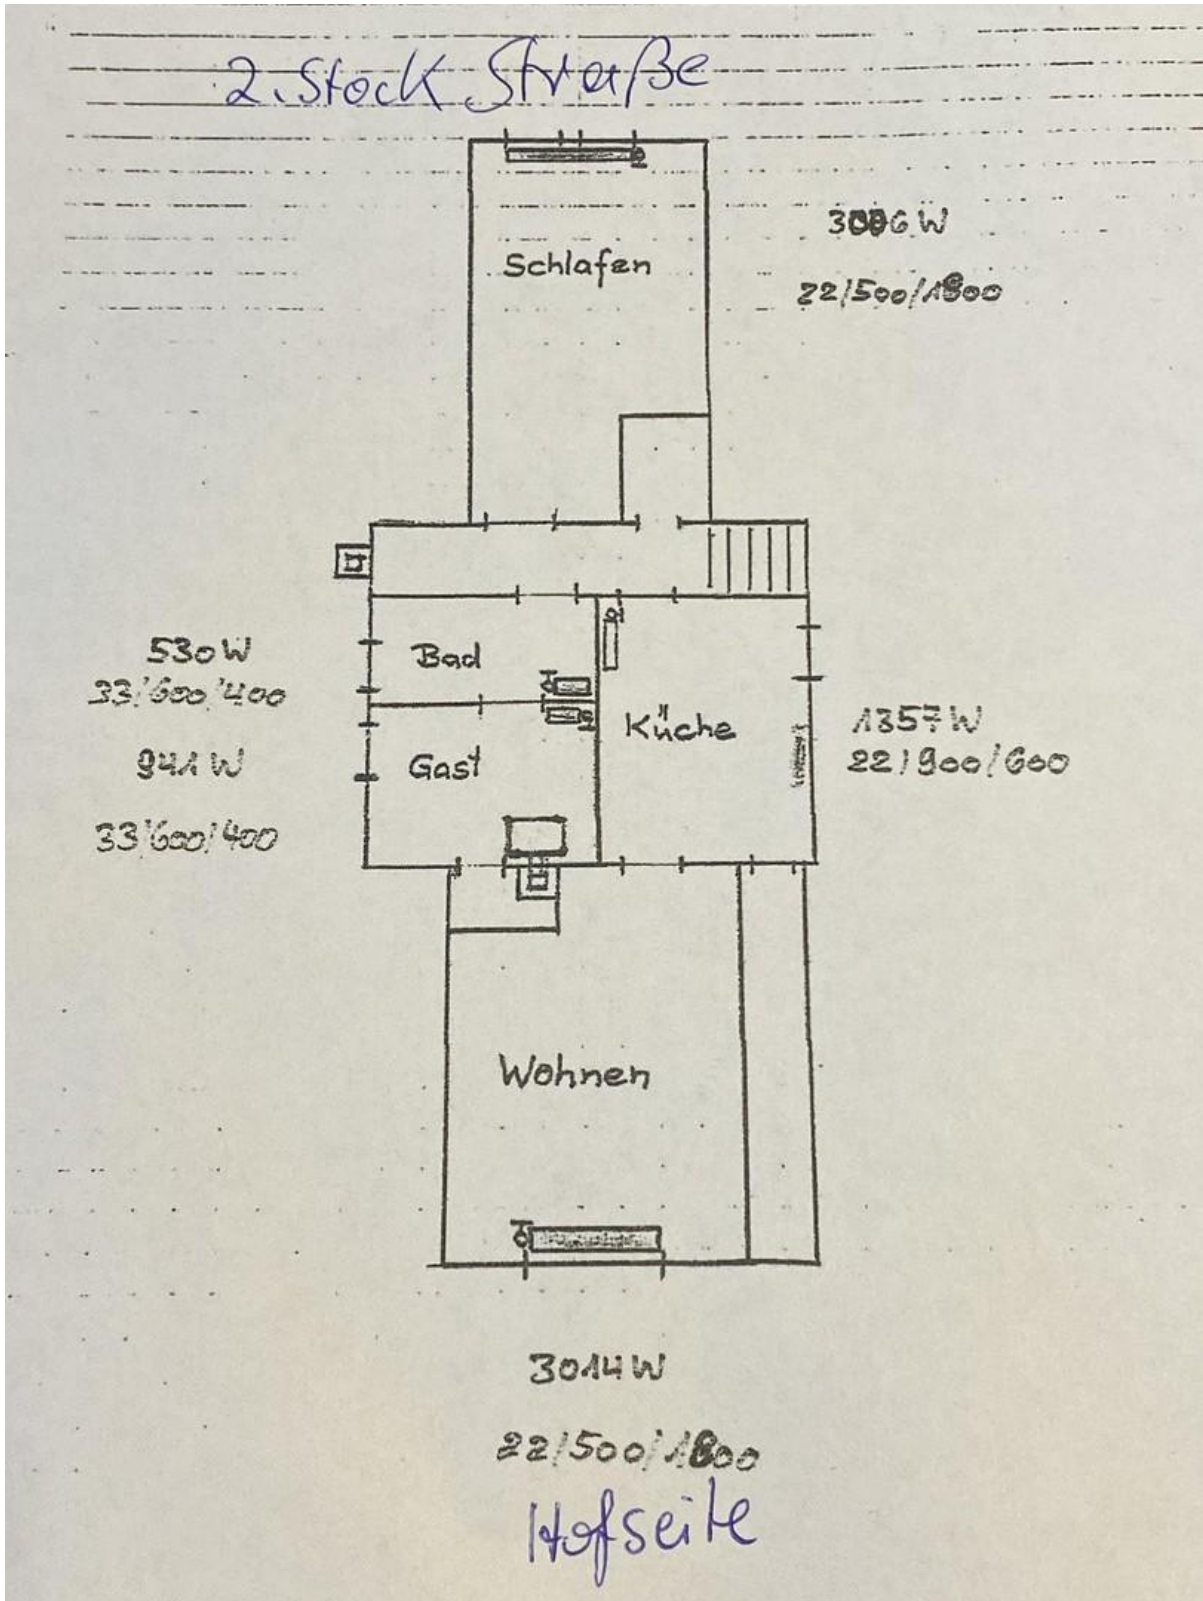 2. Stock Straße
Schlafen
22/500/1800
530 W
33/600/400
Bad
Küche
1357 W
22/900/600
941 W
33/600/400
Gast
Wohnen
3014 W
22/500/1800
Hofseite